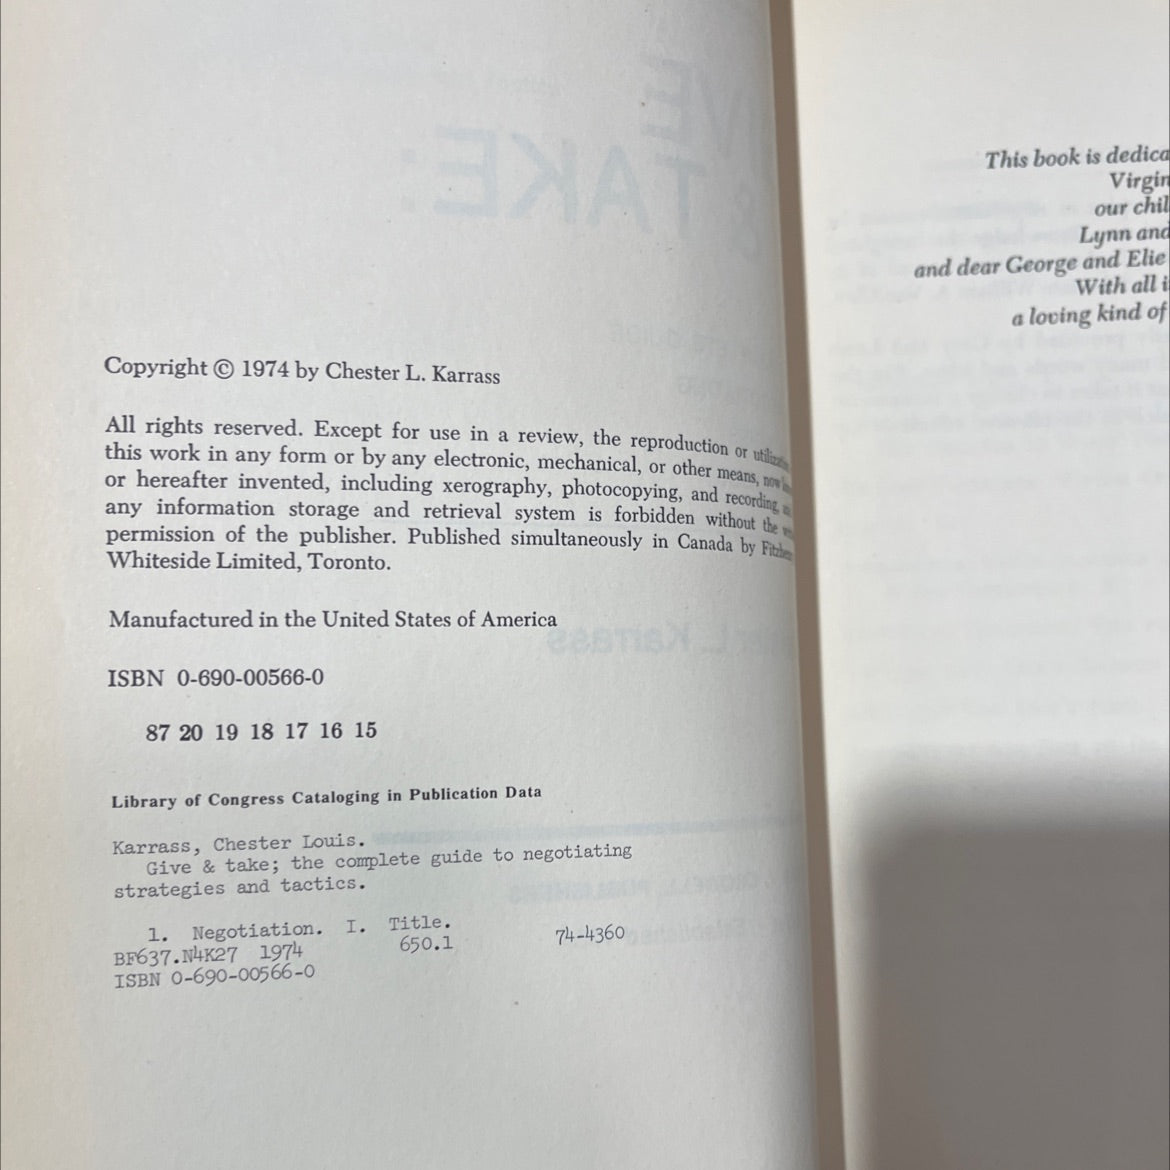 Copyright © 1974 by Chester L. Karrass
All rights reserved. Except for use in a review, the reproduction or
this work in any form or by any electronic, mechanical, or other means, now
or hereafter invented, including xerography, photocopying, and recording,
any information storage and retrieval system is forbidden without the
permission of the publisher. Published simultaneously in Canada by
Whiteside Limited, Toronto.
Manufactured in the United States of America
ISBN 0-690-00566-0
87 20 19 18 17 16 15
Library of Congress Cataloging in Publication Data
Karrass, Chester Louis.
Give & take; the complete guide to negotiating
strategies and tactics.
1. Negotiation. I. Title.
BF637.N4K27 1974 650.1 74-4360
ISBN 0-690-00566-0
This book is dedica
Virgin
our chil
Lynn and
and dear George and Elie
With all i
a loving kind of